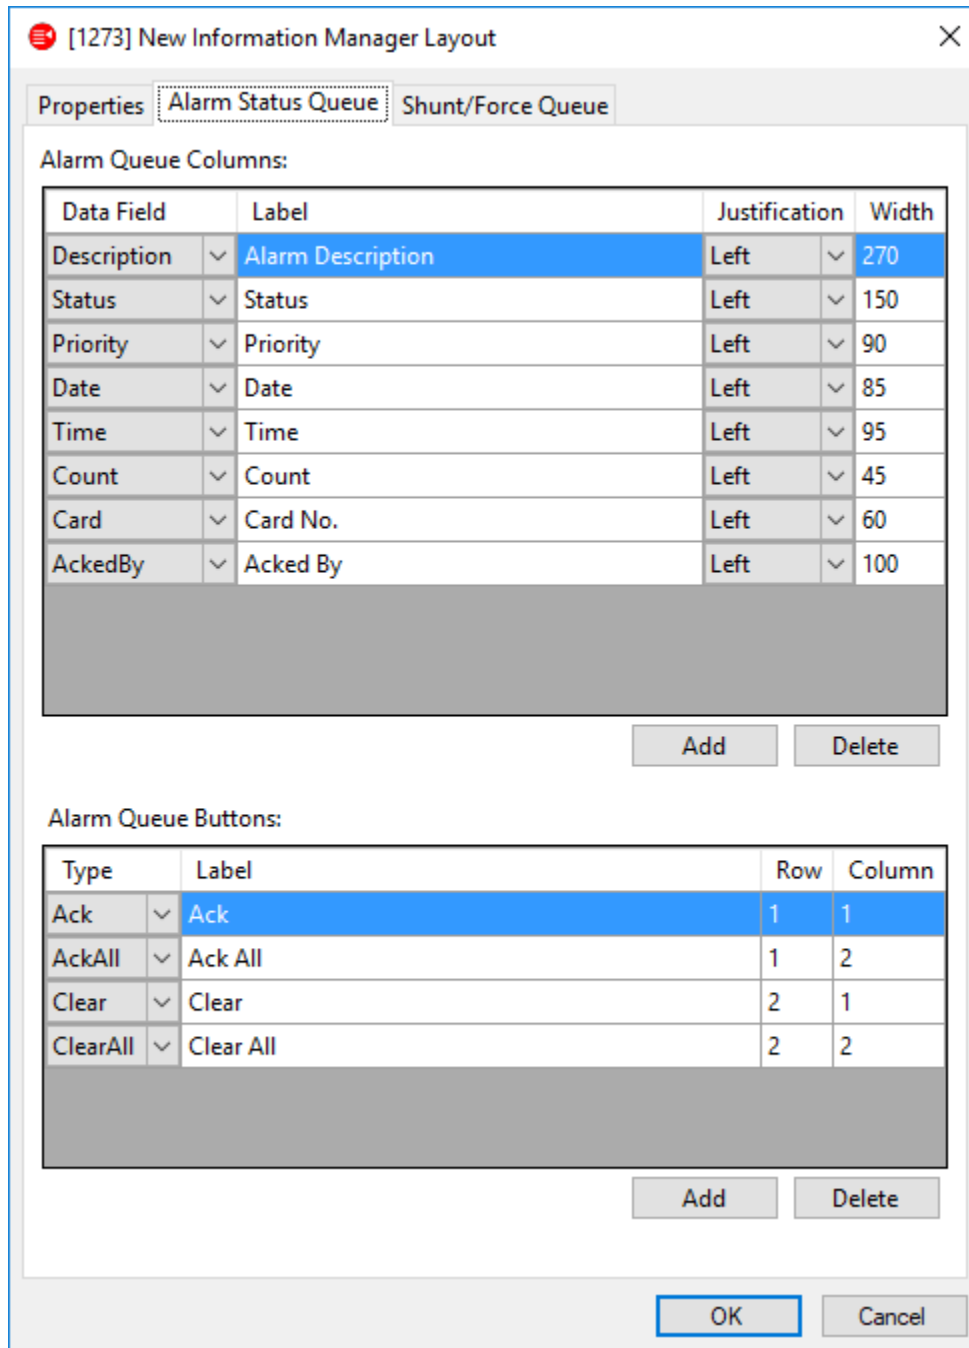 [1273] New Information Manager Layout
Properties Alarm Status Queue Shunt/Force Queue
Alarm Queue Columns:
Data Field Label Justification Width
Description Alarm Description Left 270
Status Status Left 150
Priority Priority Left 90
Date Date Left 85
Time Time Left 95
Count Count Left 45
Card Card No. Left 60
AckedBy Acked By Left 100
Add Delete
Alarm Queue Buttons:
Type Label Row Column
Ack Ack 1 1
AckAll Ack All 1 2
Clear Clear 2 1
ClearAll Clear All 2 2
Add Delete
OK Cancel